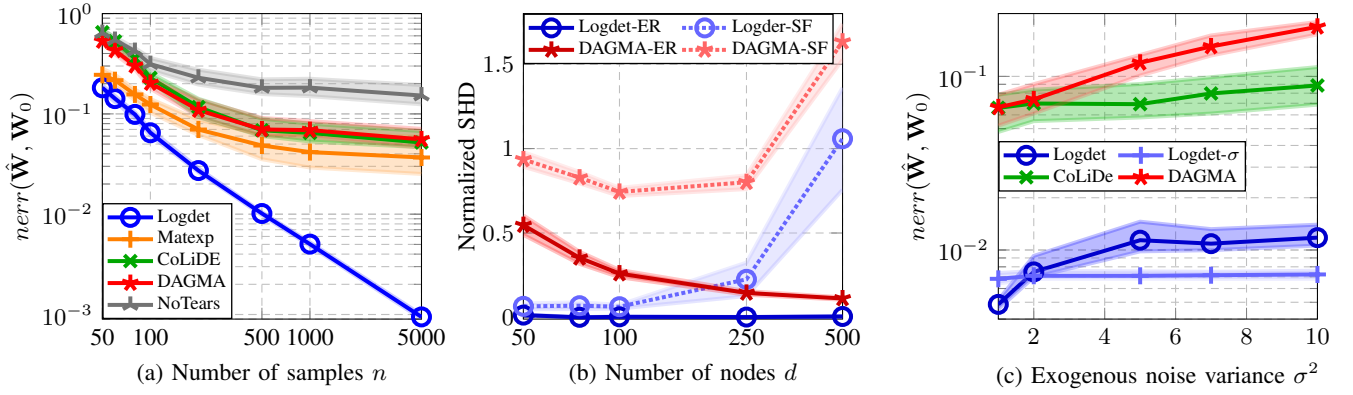 10^0
10^{-1}
10^{-2}
10^{-3}
nerr(Ŵ, W_0)
Logdet
Matexp
CoLiDE
DAGMA
NoTears
50 100 500 1000 5000
(a) Number of samples n
Logdet-ER Logder-SF
DAGMA-ER DAGMA-SF
1.5
1
0.5
0
Normalized SHD
50 100 250 500
(b) Number of nodes d
10^{-1}
10^{-2}
nerr(Ŵ, W_0)
Logdet Logdet-σ
CoLiDe DAGMA
2 4 6 8 10
(c) Exogenous noise variance σ^2